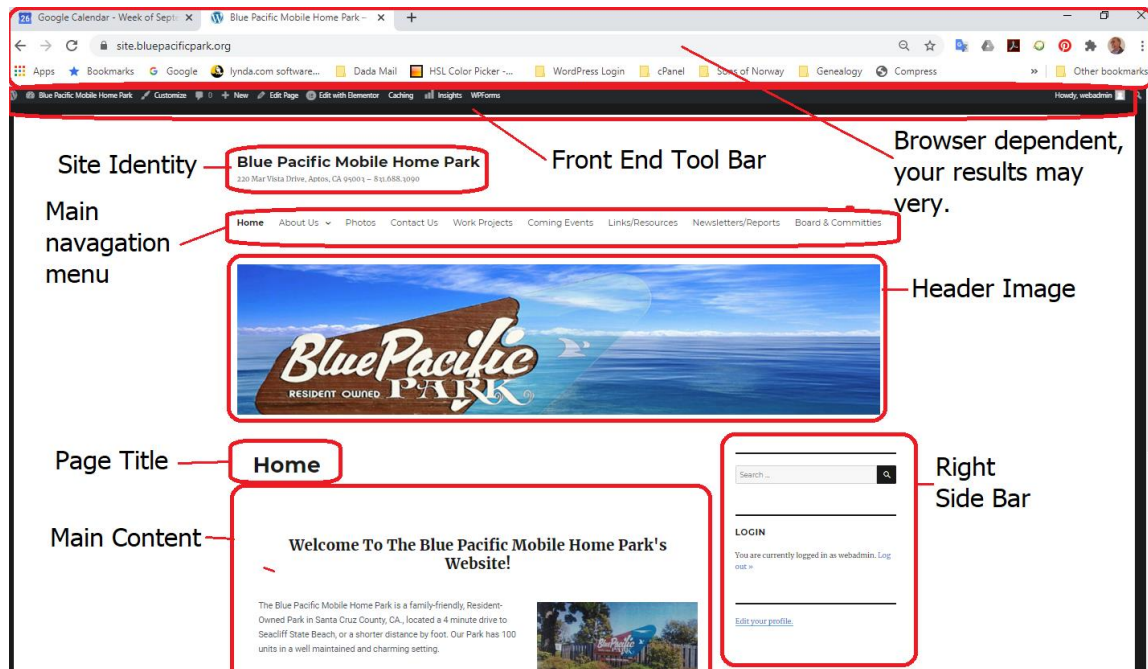 26 Google Calendar - Week of Septe
Blue Pacific Mobile Home Park –
site.bluepacificpark.org
Apps Bookmarks G Google lynda.com software... Dada Mail HSL Color Picker -... WordPress Login cPanel Sons of Norway Genealogy Compress » Other bookmarks
Blue Pacific Mobile Home Park Customize 0 + New Edit Page Edit with Elementor Caching Insights WPForms Howdy, webadmin
Site Identity
Blue Pacific Mobile Home Park
220 Mar Vista Drive, Aptos, CA 95003 – 831.688.1090
Front End Tool Bar
Browser dependent,
your results may
very.
Main
navagation
menu
Home About Us Photos Contact Us Work Projects Coming Events Links/Resources Newsletters/Reports Board & Committies
Header Image
Blue Pacific
RESIDENT OWNED PARK
Page Title
Home
Right
Side Bar
Search ...
Main Content
LOGIN
You are currently logged in as webadmin. Log
out »
Edit your profile.
Welcome To The Blue Pacific Mobile Home Park's
Website!
The Blue Pacific Mobile Home Park is a family-friendly, Resident-
Owned Park in Santa Cruz County, CA., located a 4 minute drive to
Seacliff State Beach, or a shorter distance by foot. Our Park has 100
units in a well maintained and charming setting.
BluePacific